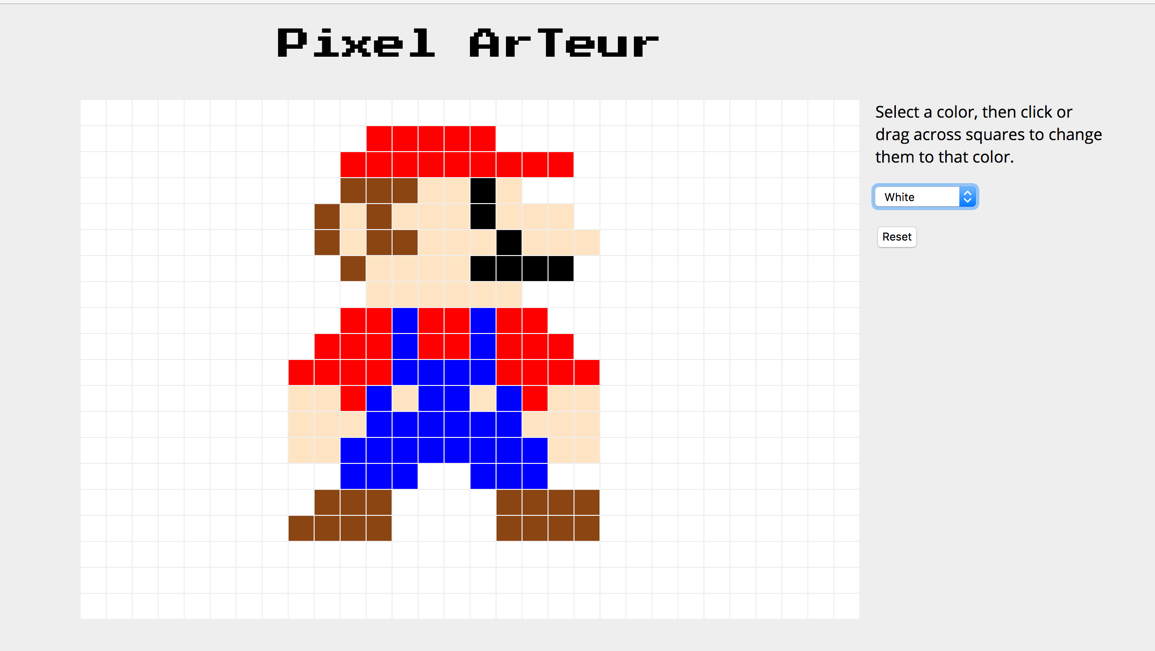 Pixel ArTeur
Select a color, then click or
drag across squares to change
them to that color.
White
Reset